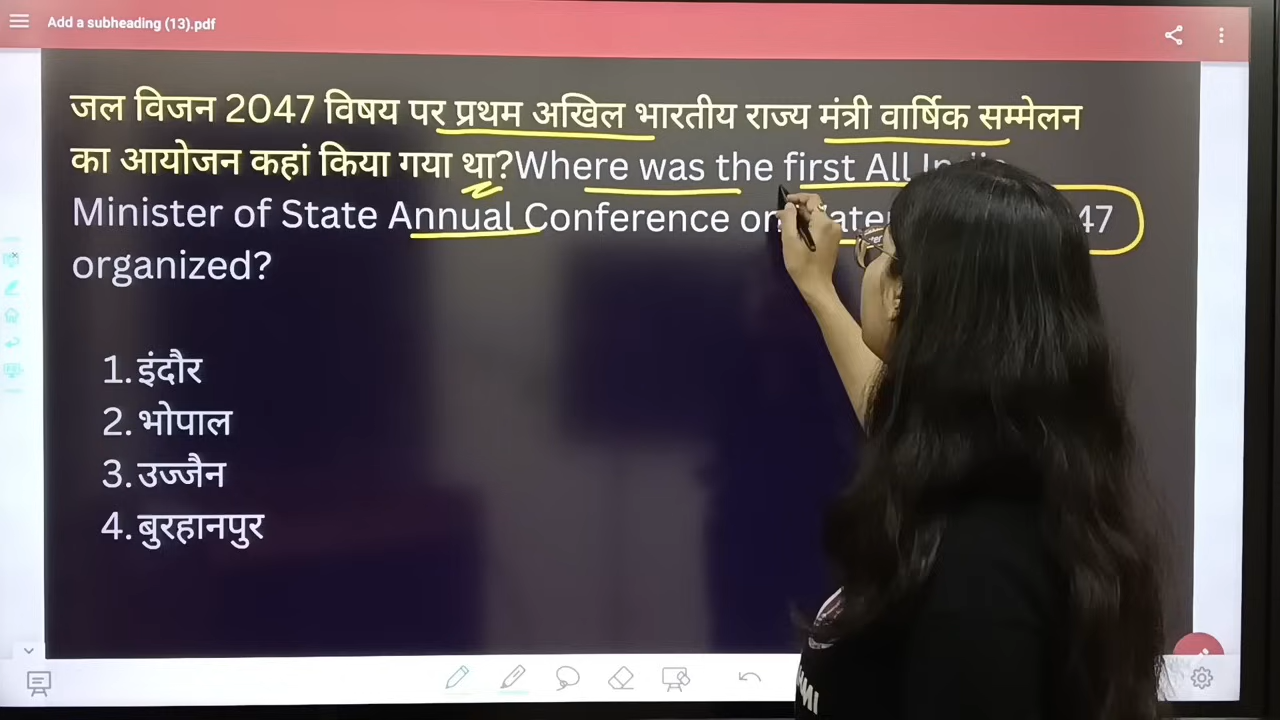 Add a subheading (13).pdf
जल विजन 2047 विषय पर प्रथम अखिल भारतीय राज्य मंत्री वार्षिक सम्मेलन
का आयोजन कहां किया गया था?Where was the first All
Minister of State Annual Conference on 47
organized?
1. इंदौर
2. भोपाल
3. उज्जैन
4. बुरहानपुर